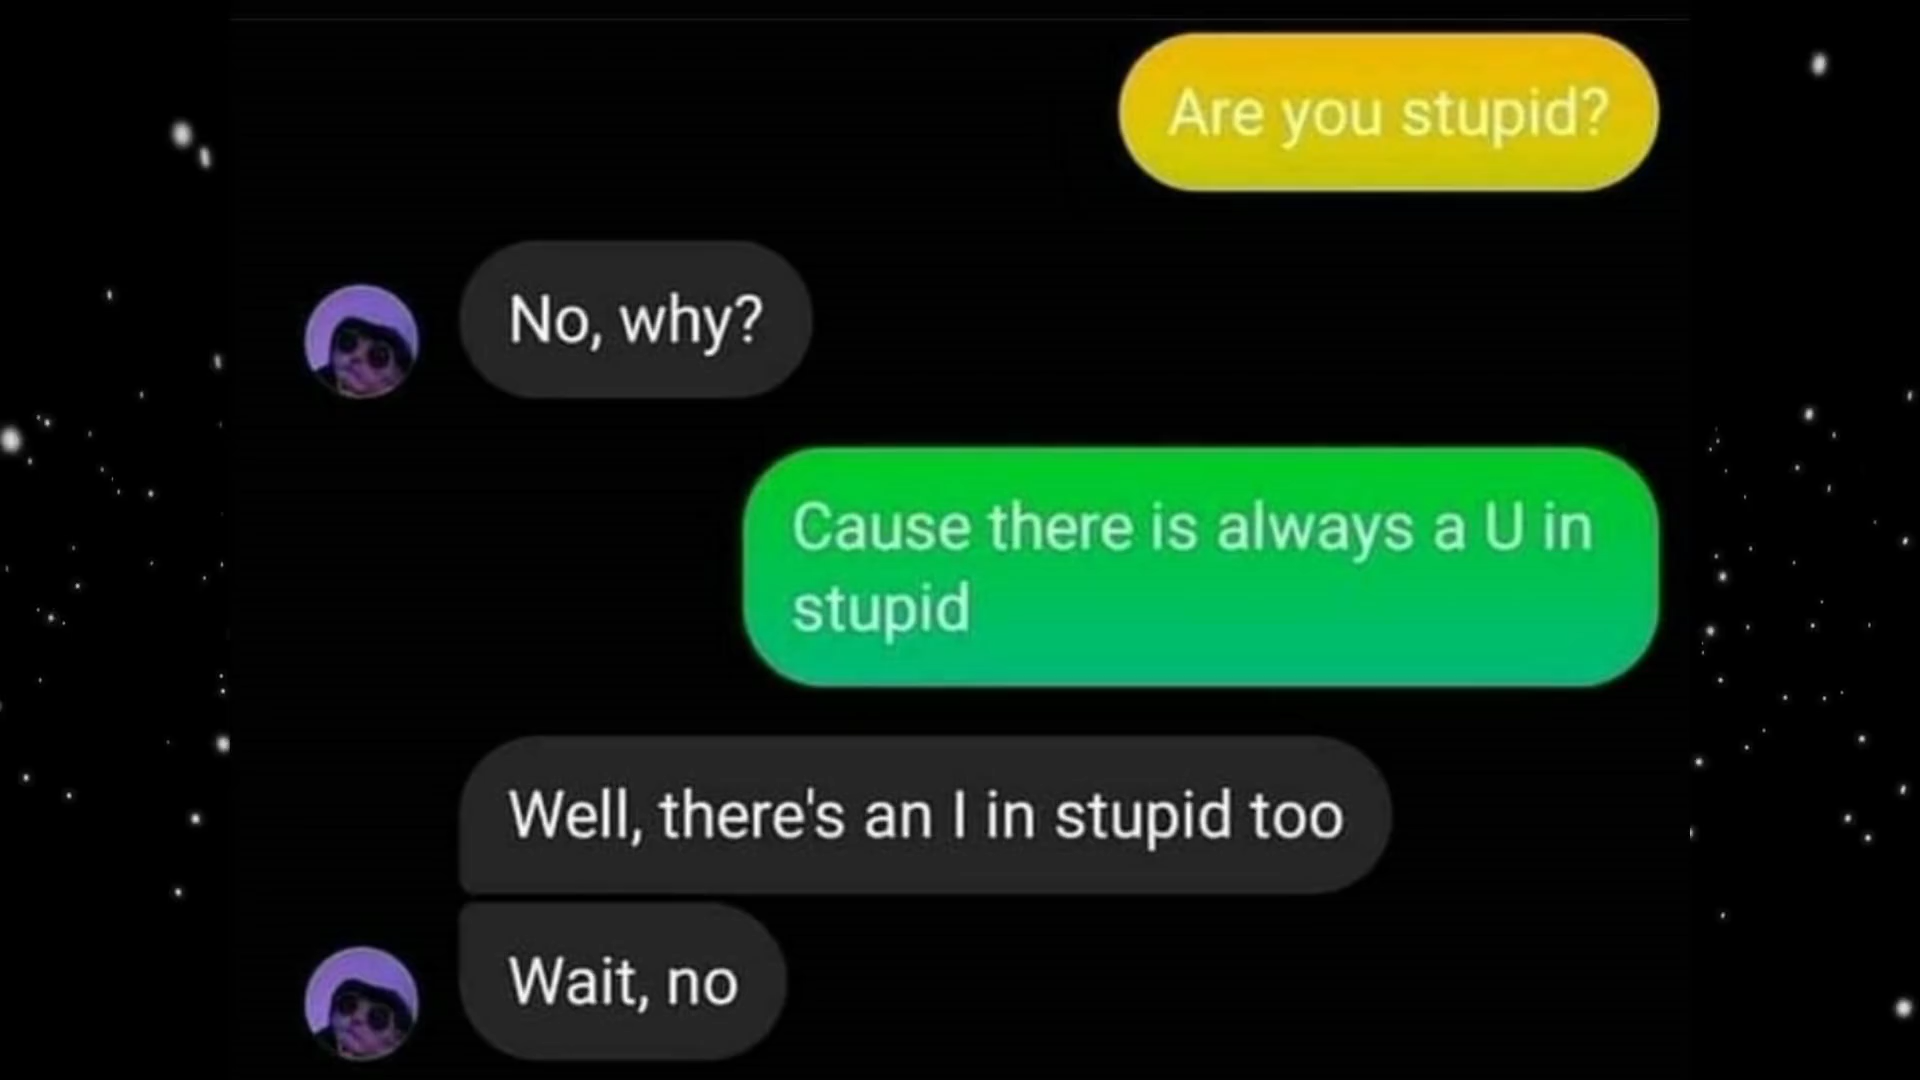 Are you stupid?
No, why?
Cause there is always a U in
stupid
Well, there's an I in stupid too
Wait, no